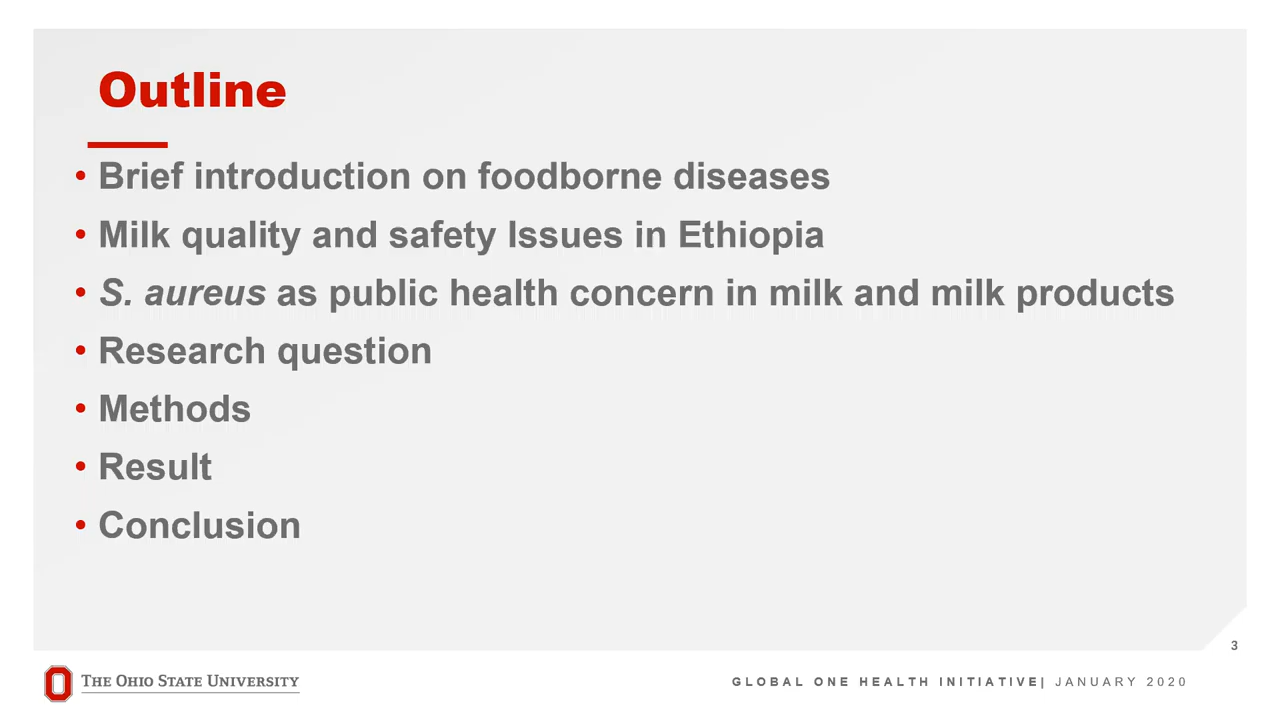 Outline
• Brief introduction on foodborne diseases
• Milk quality and safety Issues in Ethiopia
• S. aureus as public health concern in milk and milk products
• Research question
• Methods
• Result
• Conclusion
3
THE OHIO STATE UNIVERSITY
GLOBAL ONE HEALTH INITIATIVE| JANUARY 2020